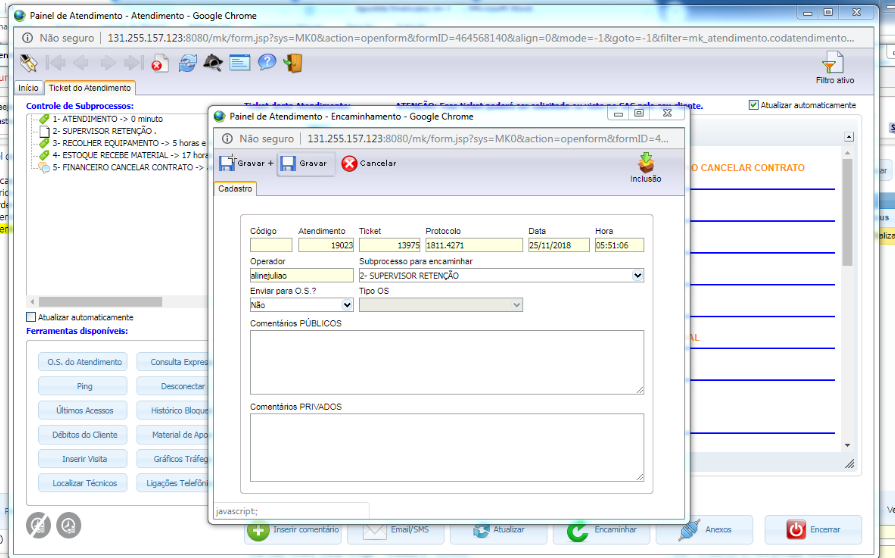 Painel de Atendimento - Atendimento - Google Chrome
Não seguro | 131.255.157.123:8080/mk/form.jsp?sys=MK0&action=openform&formID=464568140&align=0&mode=-1&goto=-1&filter=mk_atendimento.codatendimento...
Filtro ativo
Início
Ticket do Atendimento
Controle de Subprocessos:
Atualizar automaticamente
1- ATENDIMENTO -> 0 minuto
2- SUPERVISOR RETENÇÃO .
3- RECOLHER EQUIPAMENTO -> 5 horas e
4- ESTOQUE RECEBE MATERIAL -> 17 hora
5- FINANCEIRO CANCELAR CONTRATO ->
O CANCELAR CONTRATO
Painel de Atendimento - Encaminhamento - Google Chrome
Não seguro | 131.255.157.123:8080/mk/form.jsp?sys=MK0&action=openform&formID=4...
Gravar +
Gravar
Cancelar
Inclusão
Cadastro
Código Atendimento Ticket Protocolo Data Hora
19023 13975 1811.4271 25/11/2018 05:51:06
Operador Subprocesso para encaminhar
alinejuliao 2- SUPERVISOR RETENÇÃO
Enviar para O.S.? Tipo OS
Não
Comentários PÚBLICOS
Comentários PRIVADOS
javascript:;
Atualizar automaticamente
Ferramentas disponíveis:
O.S. do Atendimento Consulta Expres
Ping Desconectar
Últimos Acessos Histórico Bloque
Débitos do Cliente Material de Apo
Inserir Visita Gráficos Tráfeg
Localizar Técnicos Ligações Telefôni
Inserir comentário
Email/SMS
Atualizar
Encaminhar
Anexos
Encerrar